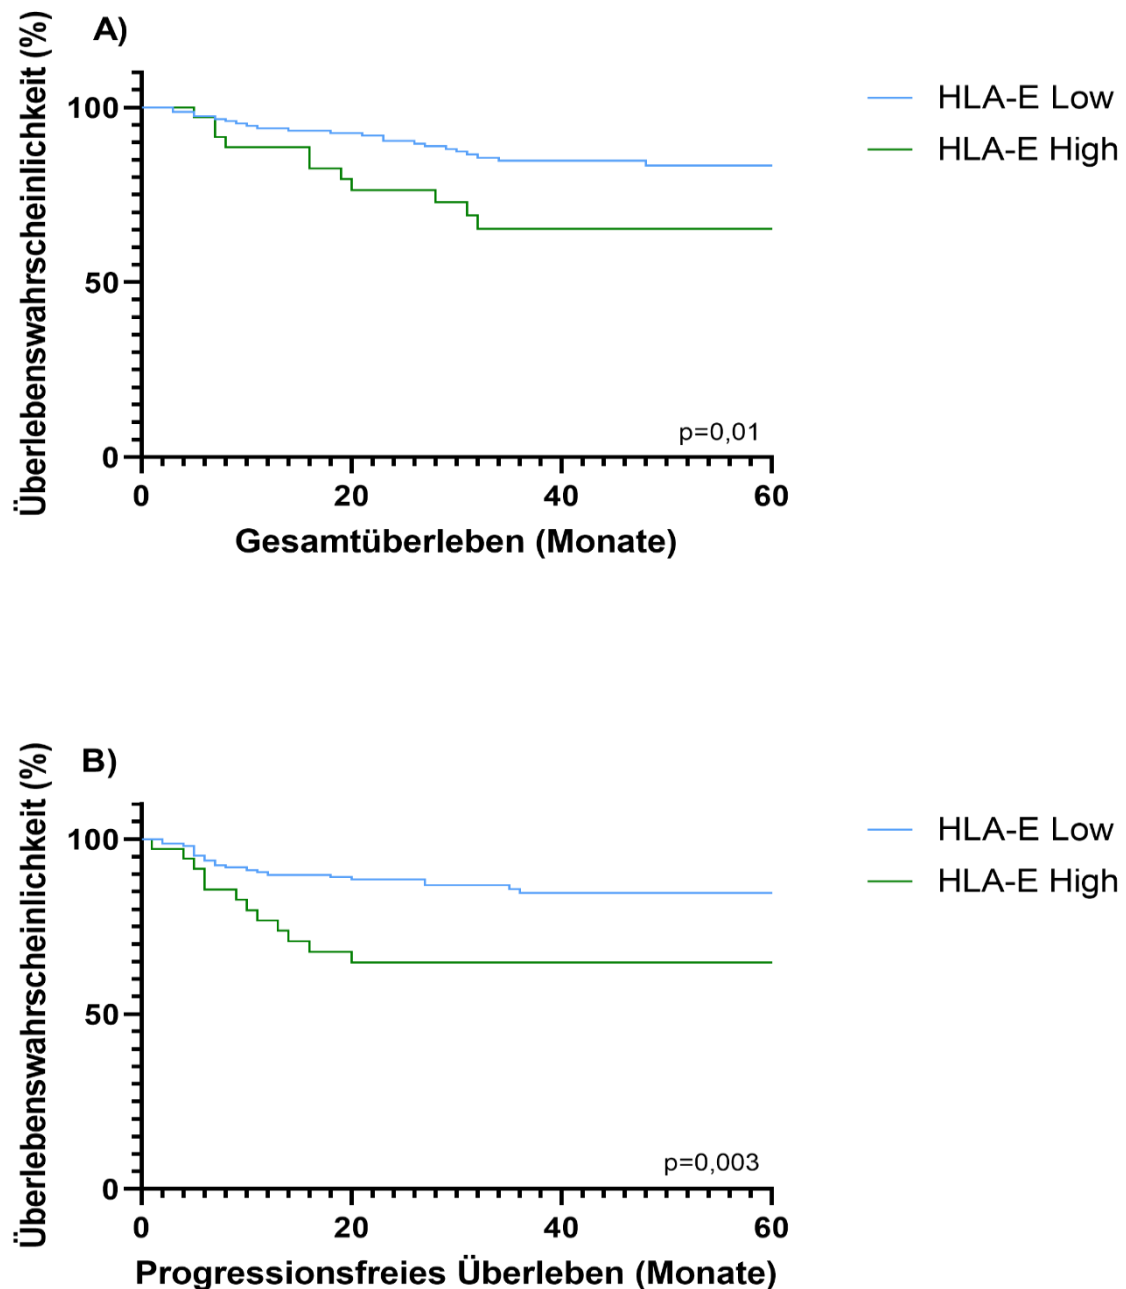 A)
Überlebenswahrscheinlichkeit (%)
100
50
0
0 20 40 60
p=0,01
Gesamtüberleben (Monate)
HLA-E Low
HLA-E High
B)
Überlebenswahrscheinlichkeit (%)
100
50
0
0 20 40 60
p=0,003
Progressionsfreies Überleben (Monate)
HLA-E Low
HLA-E High